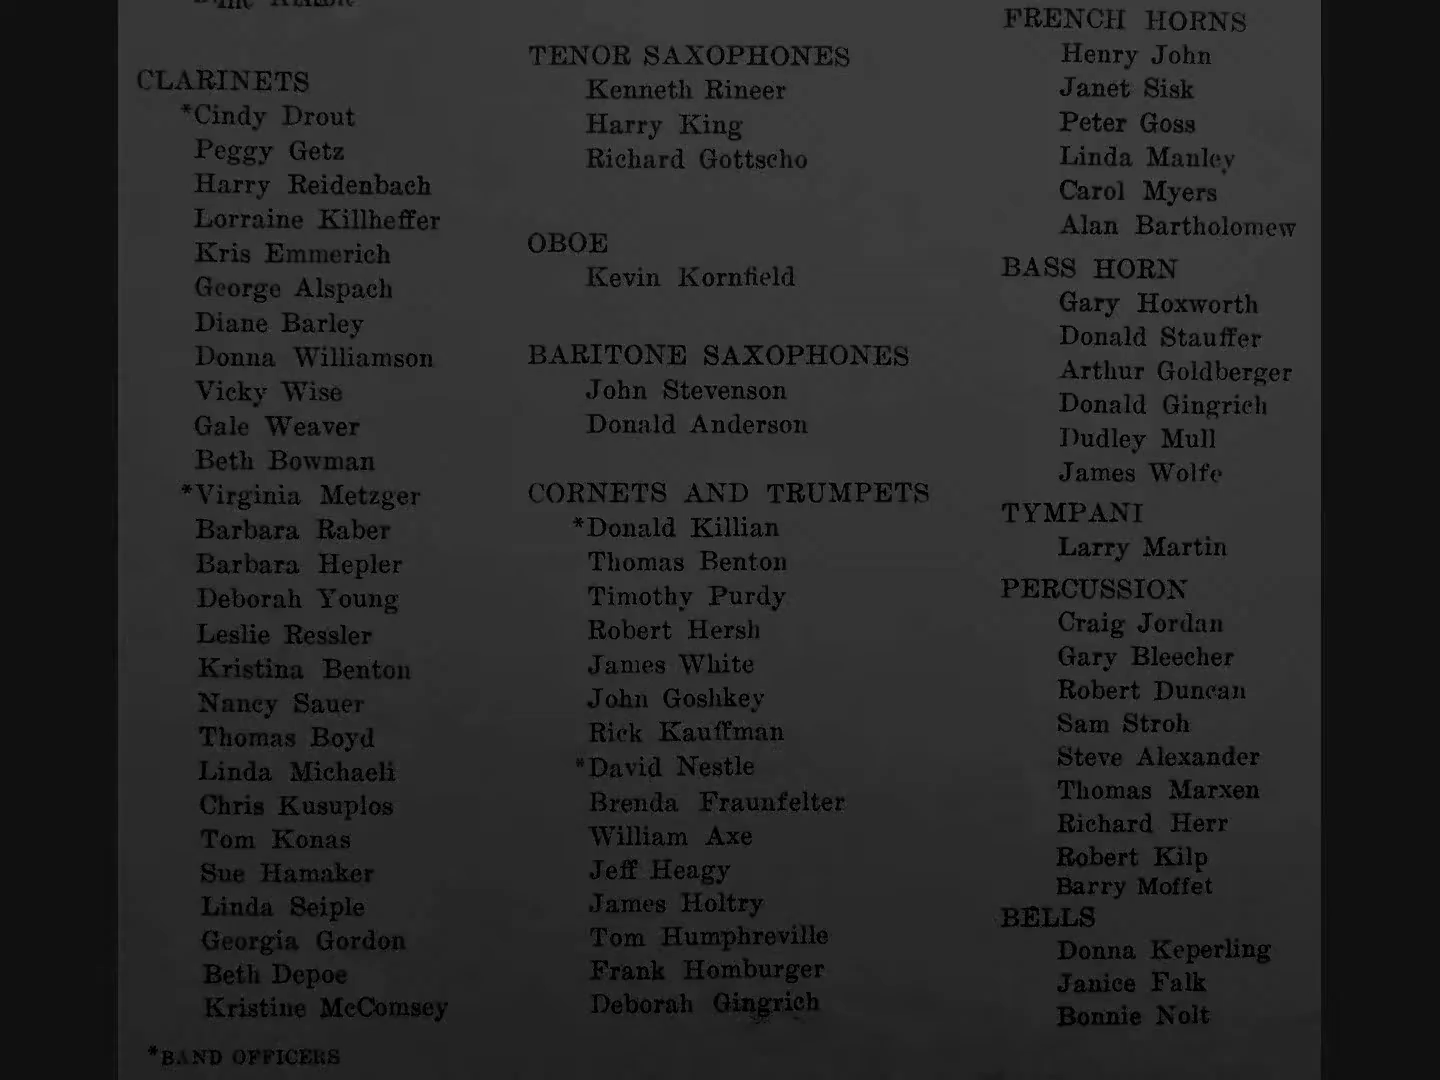 CLARINETS
*Cindy Drout
Peggy Getz
Harry Reidenbach
Lorraine Killheffer
Kris Emmerich
George Alspach
Diane Barley
Donna Williamson
Vicky Wise
Gale Weaver
Beth Bowman
*Virginia Metzger
Barbara Raber
Barbara Hepler
Deborah Young
Leslie Ressler
Kristina Benton
Nancy Sauer
Thomas Boyd
Linda Michaeli
Chris Kusuplos
Tom Konas
Sue Hamaker
Linda Seiple
Georgia Gordon
Beth Depoe
Kristine McComsey
*BAND OFFICERS
TENOR SAXOPHONES
Kenneth Rineer
Harry King
Richard Gottscho
OBOE
Kevin Kornfield
BARITONE SAXOPHONES
John Stevenson
Donald Anderson
CORNETS AND TRUMPETS
*Donald Killian
Thomas Benton
Timothy Purdy
Robert Hersh
James White
John Goshkey
Rick Kauffman
*David Nestle
Brenda Fraunfelter
William Axe
Jeff Heagy
James Holtry
Tom Humphreville
Frank Homburger
Deborah Gingrich
FRENCH HORNS
Henry John
Janet Sisk
Peter Goss
Linda Manley
Carol Myers
Alan Bartholomew
BASS HORN
Gary Hoxworth
Donald Stauffer
Arthur Goldberger
Donald Gingrich
Dudley Mull
James Wolfe
TYMPANI
Larry Martin
PERCUSSION
Craig Jordan
Gary Bleecher
Robert Duncan
Sam Stroh
Steve Alexander
Thomas Marxen
Richard Herr
Robert Kilp
Barry Moffet
BELLS
Donna Keperling
Janice Falk
Bonnie Nolt